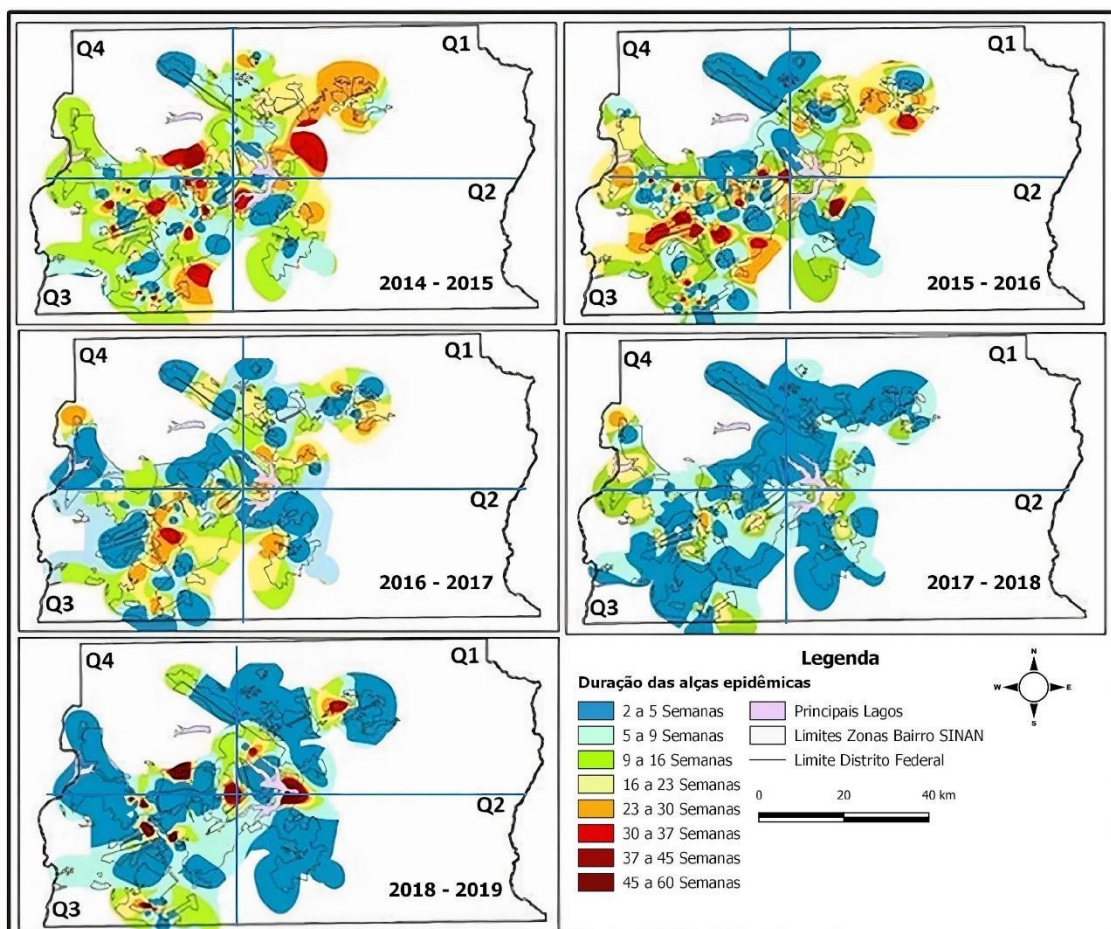 Q4 Q1
Q2
Q3 2014 - 2015
Q4 Q1
Q2
Q3 2015 - 2016
Q4 Q1
Q2
Q3 2016 - 2017
Q4 Q1
Q2
Q3 2017 - 2018
Q4 Q1
Q2
Q3 2018 - 2019
Legenda
Duração das alças epidêmicas
2 a 5 Semanas
5 a 9 Semanas
9 a 16 Semanas
16 a 23 Semanas
23 a 30 Semanas
30 a 37 Semanas
37 a 45 Semanas
45 a 60 Semanas
Principais Lagos
Limites Zonas Bairro SINAN
Limite Distrito Federal
0 20 40 km
N
W E
S